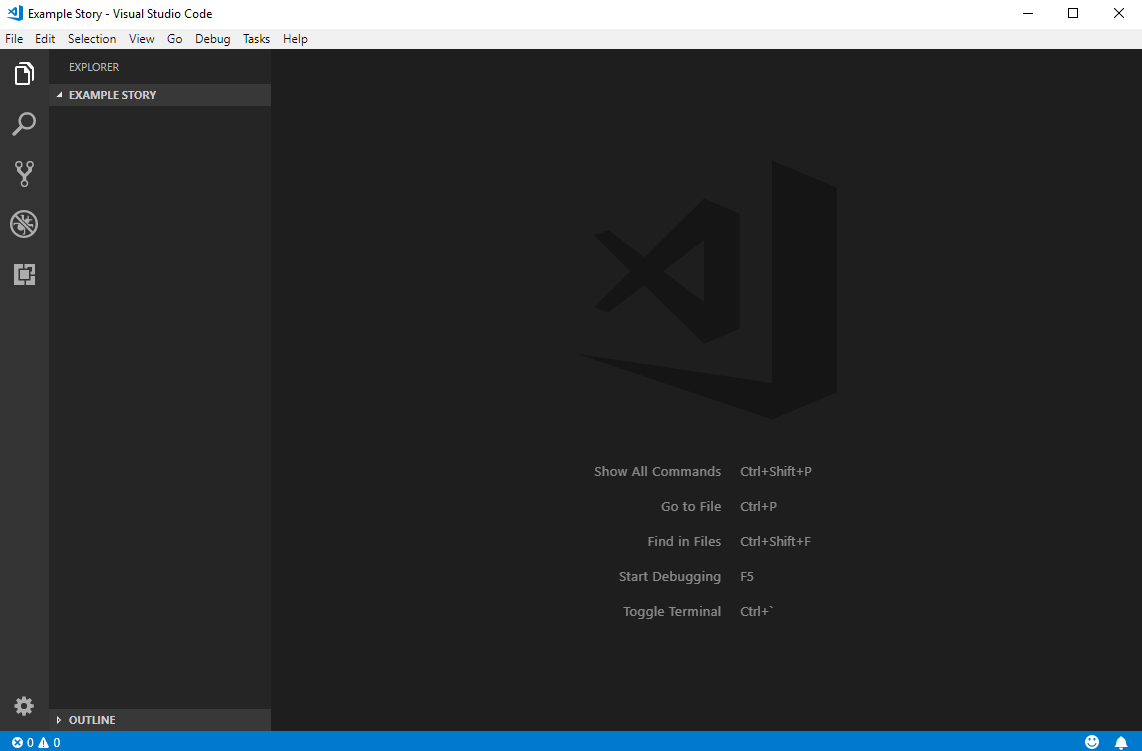 Example Story - Visual Studio Code
File Edit Selection View Go Debug Tasks Help
EXPLORER
EXAMPLE STORY
Show All Commands Ctrl+Shift+P
Go to File Ctrl+P
Find in Files Ctrl+Shift+F
Start Debugging F5
Toggle Terminal Ctrl+`
OUTLINE
0 0